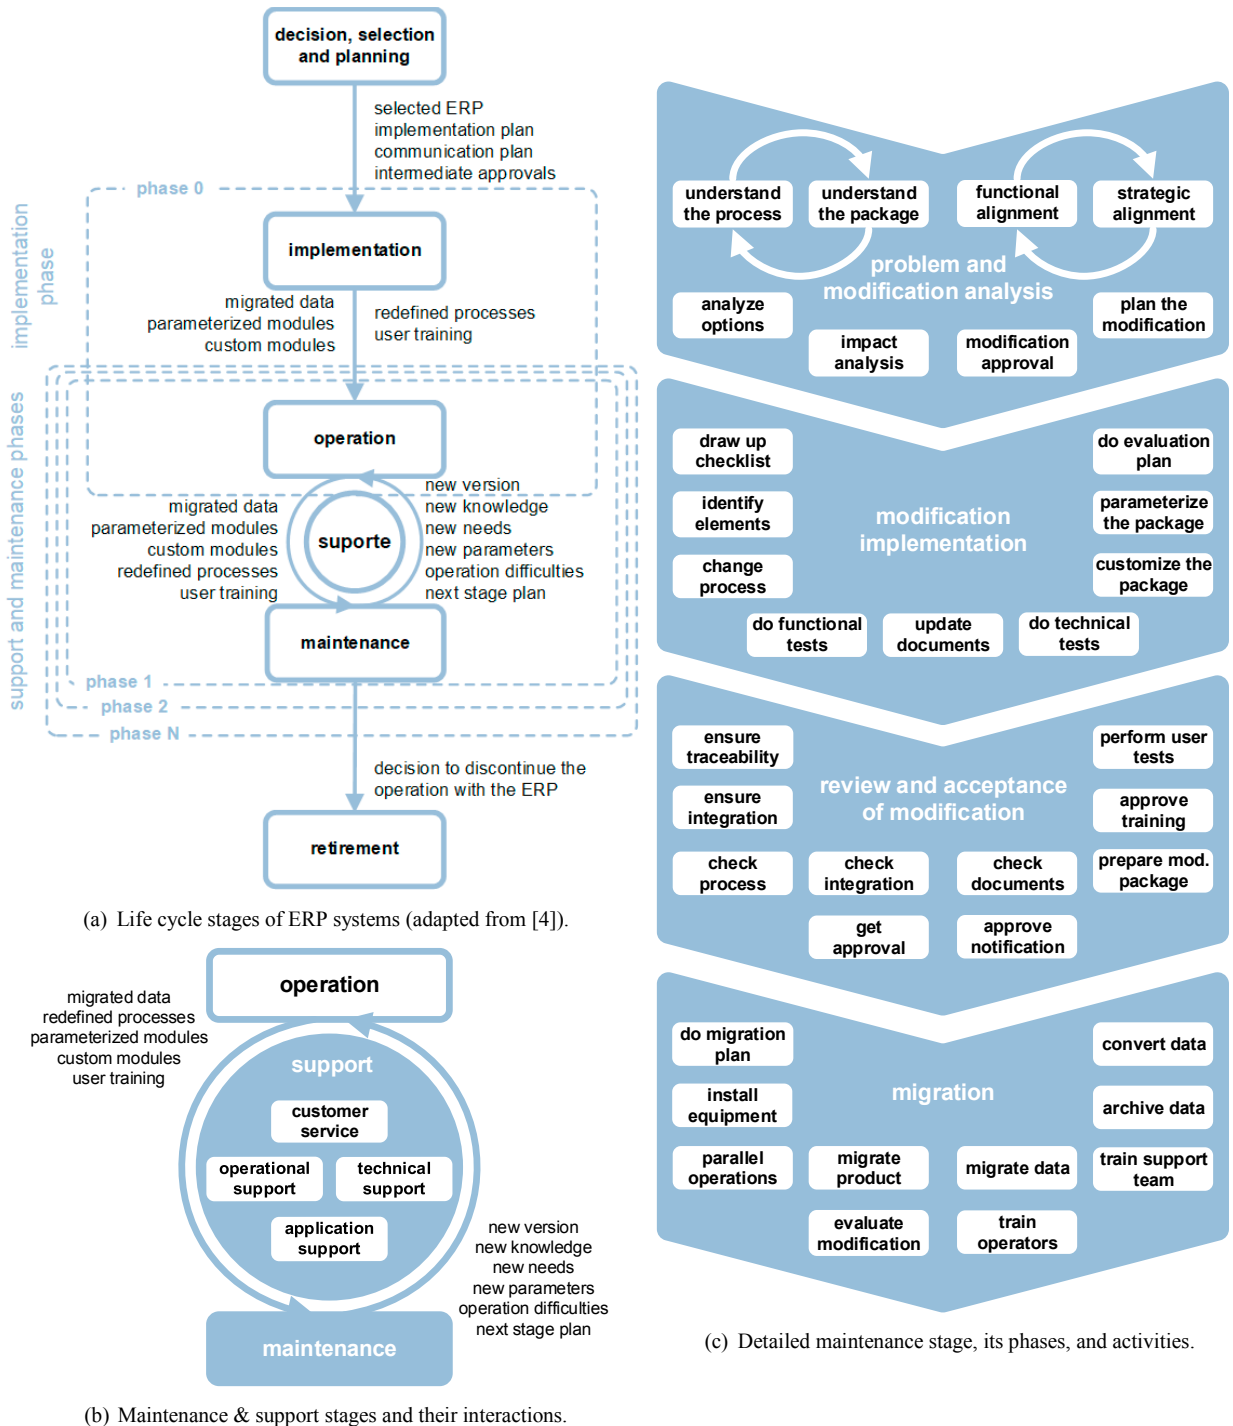 decision, selection
and planning
selected ERP
implementation plan
communication plan
intermediate approvals
phase 0
implementation
phase
implementation
migrated data
parameterized modules
custom modules
redefined processes
user training
support and maintenance phases
operation
migrated data
parameterized modules
custom modules
redefined processes
user training
suporte
new version
new knowledge
new needs
new parameters
operation difficulties
next stage plan
maintenance
phase 1
phase 2
phase N
decision to discontinue the
operation with the ERP
retirement
(a) Life cycle stages of ERP systems (adapted from [4]).
operation
migrated data
redefined processes
parameterized modules
custom modules
user training
support
customer
service
operational
support
technical
support
application
support
new version
new knowledge
new needs
new parameters
operation difficulties
next stage plan
maintenance
(b) Maintenance & support stages and their interactions.
understand
the process
understand
the package
functional
alignment
strategic
alignment
problem and
modification analysis
analyze
options
impact
analysis
modification
approval
plan the
modification
draw up
checklist
do evaluation
plan
identify
elements
modification
implementation
parameterize
the package
change
process
customize the
package
do functional
tests
update
documents
do technical
tests
ensure
traceability
perform user
tests
review and acceptance
of modification
ensure
integration
approve
training
check
process
check
integration
check
documents
prepare mod.
package
get
approval
approve
notification
do migration
plan
convert data
install
equipment
migration
archive data
parallel
operations
migrate
product
migrate data
train support
team
evaluate
modification
train
operators
(c) Detailed maintenance stage, its phases, and activities.